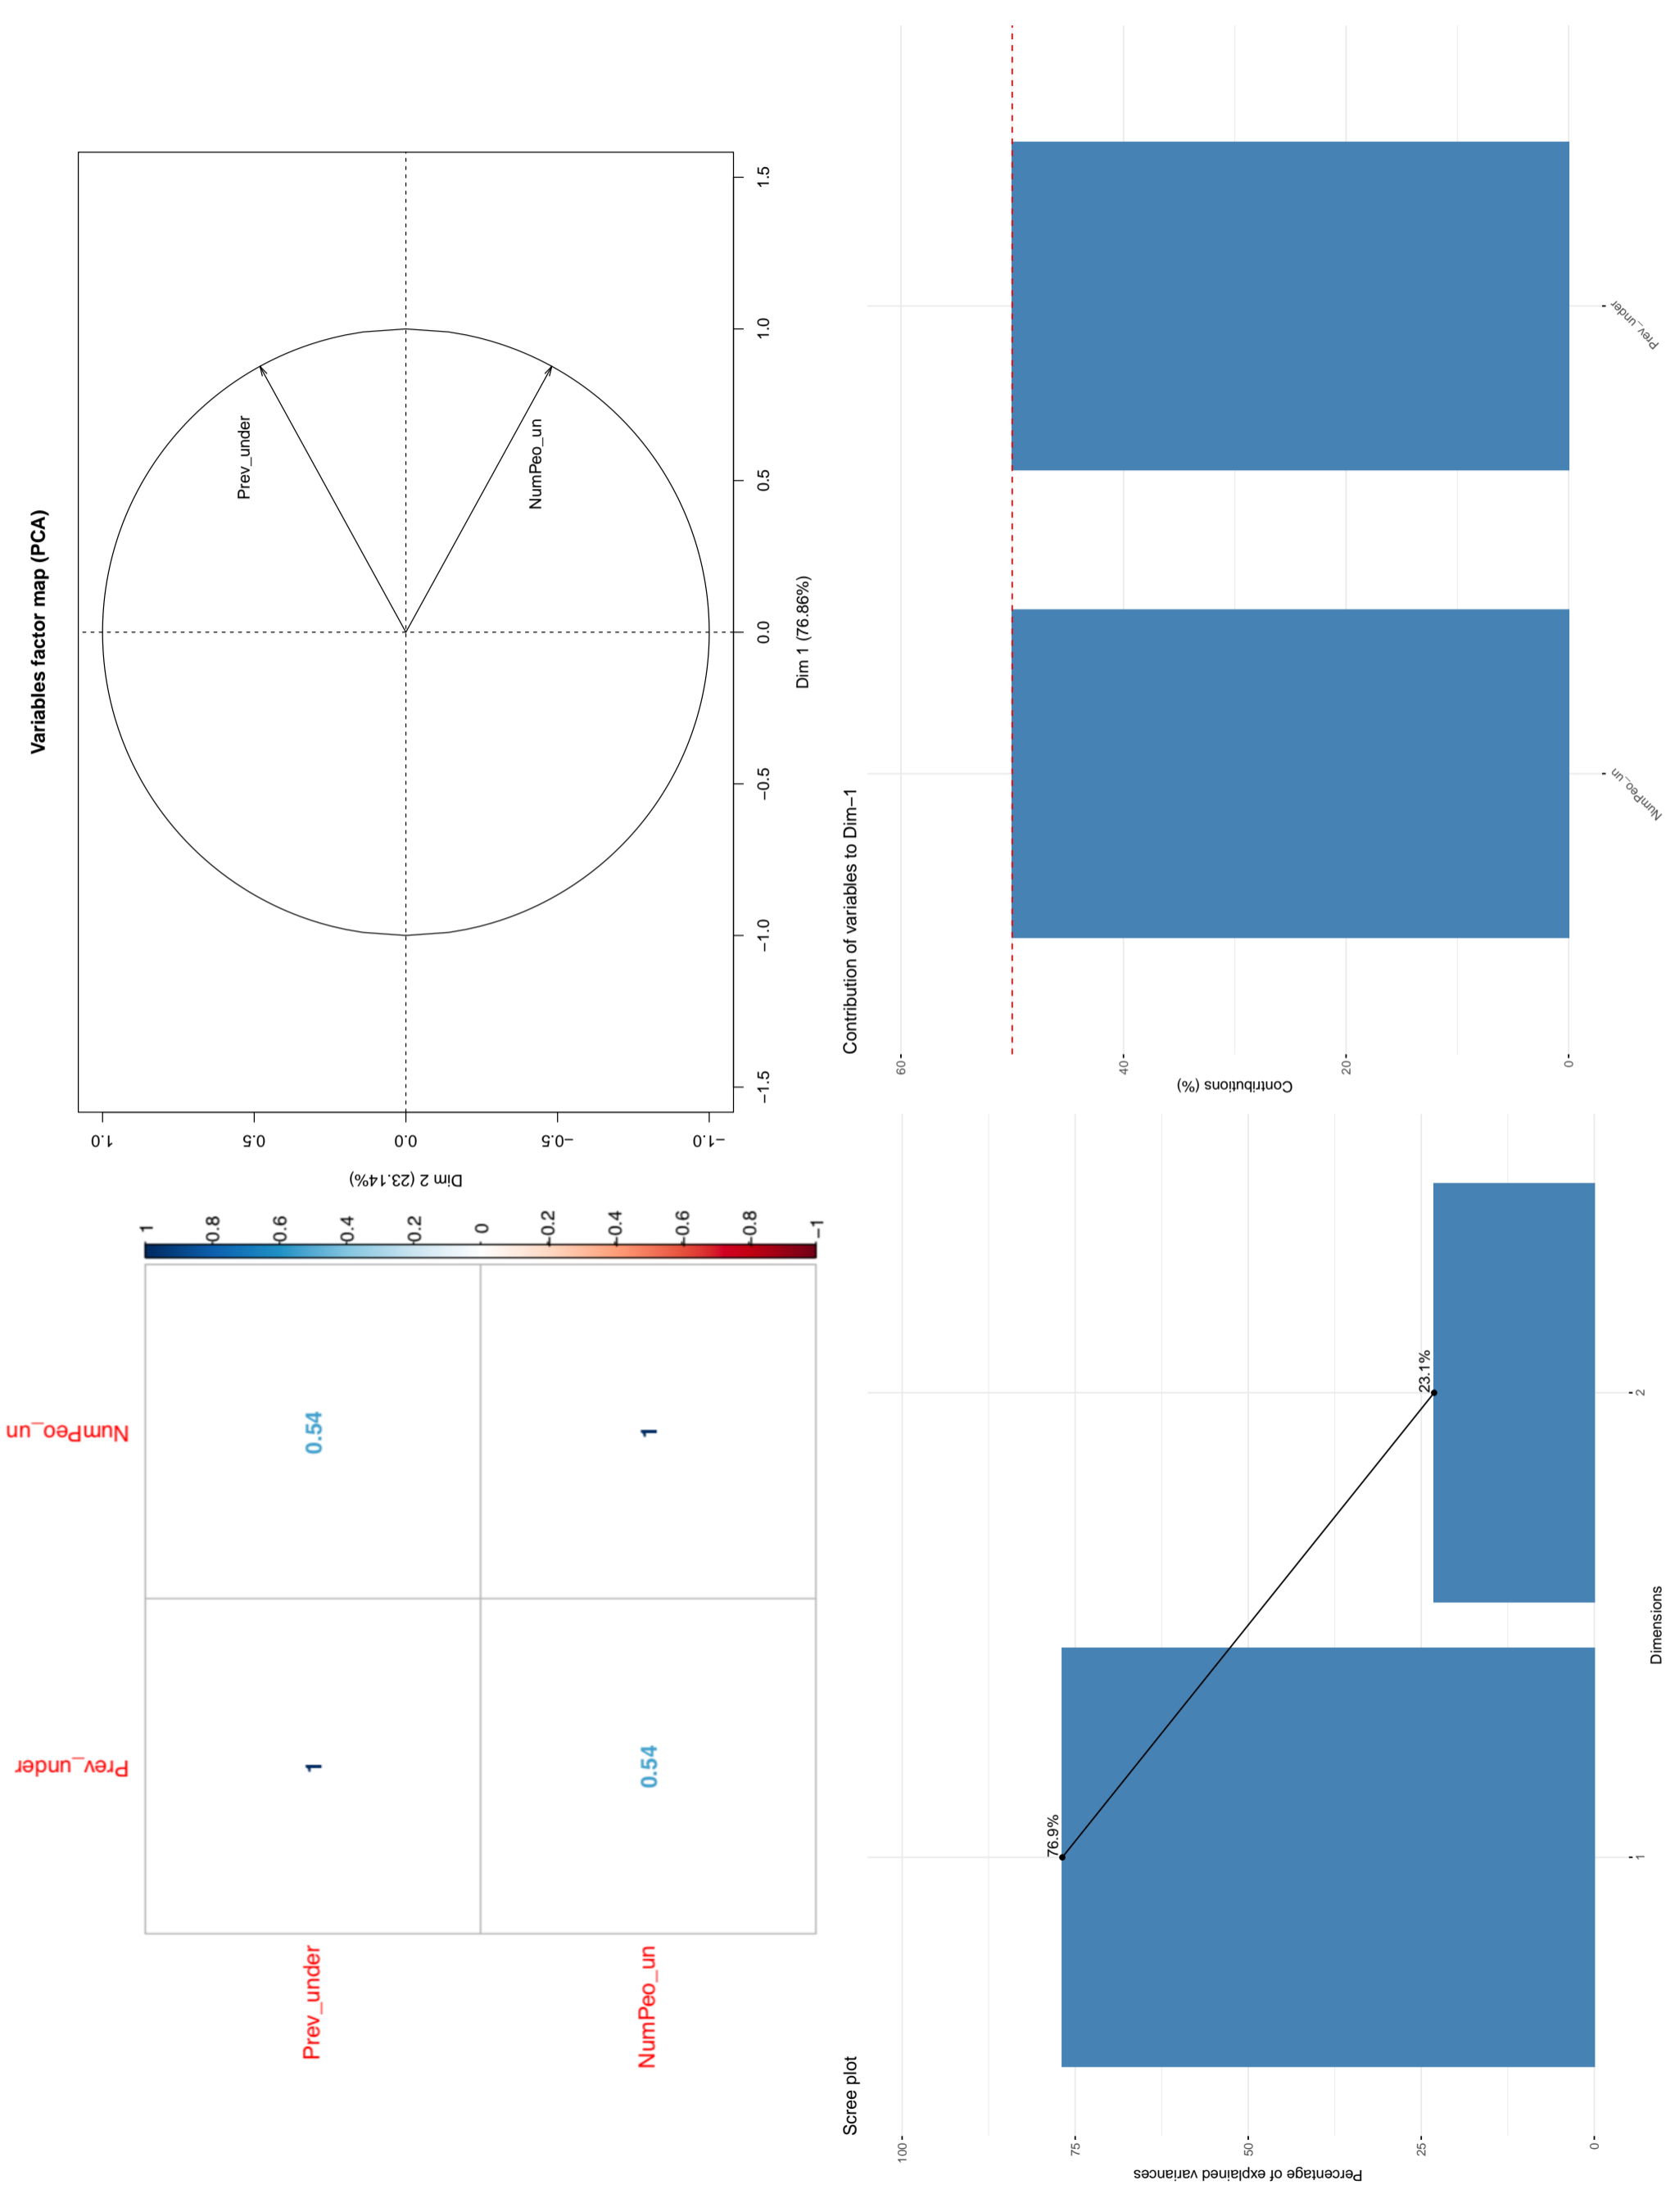 Prev_under
NumPeo_un
Prev_under
1
0.54
NumPeo_un
0.54
1
1
0.8
0.6
0.4
0.2
0
-0.2
-0.4
-0.6
-0.8
−1
Variables factor map (PCA)
Dim 2 (23.14%)
1.0
0.5
0.0
−0.5
−1.0
Prev_under
NumPeo_un
−1.5
−1.0
−0.5
0.0
0.5
1.0
1.5
Dim 1 (76.86%)
Scree plot
Percentage of explained variances
100
75
50
25
0
76.9%
23.1%
1
2
Dimensions
Contribution of variables to Dim−1
Contributions (%)
60
40
20
0
NumPeo_un
Prev_under